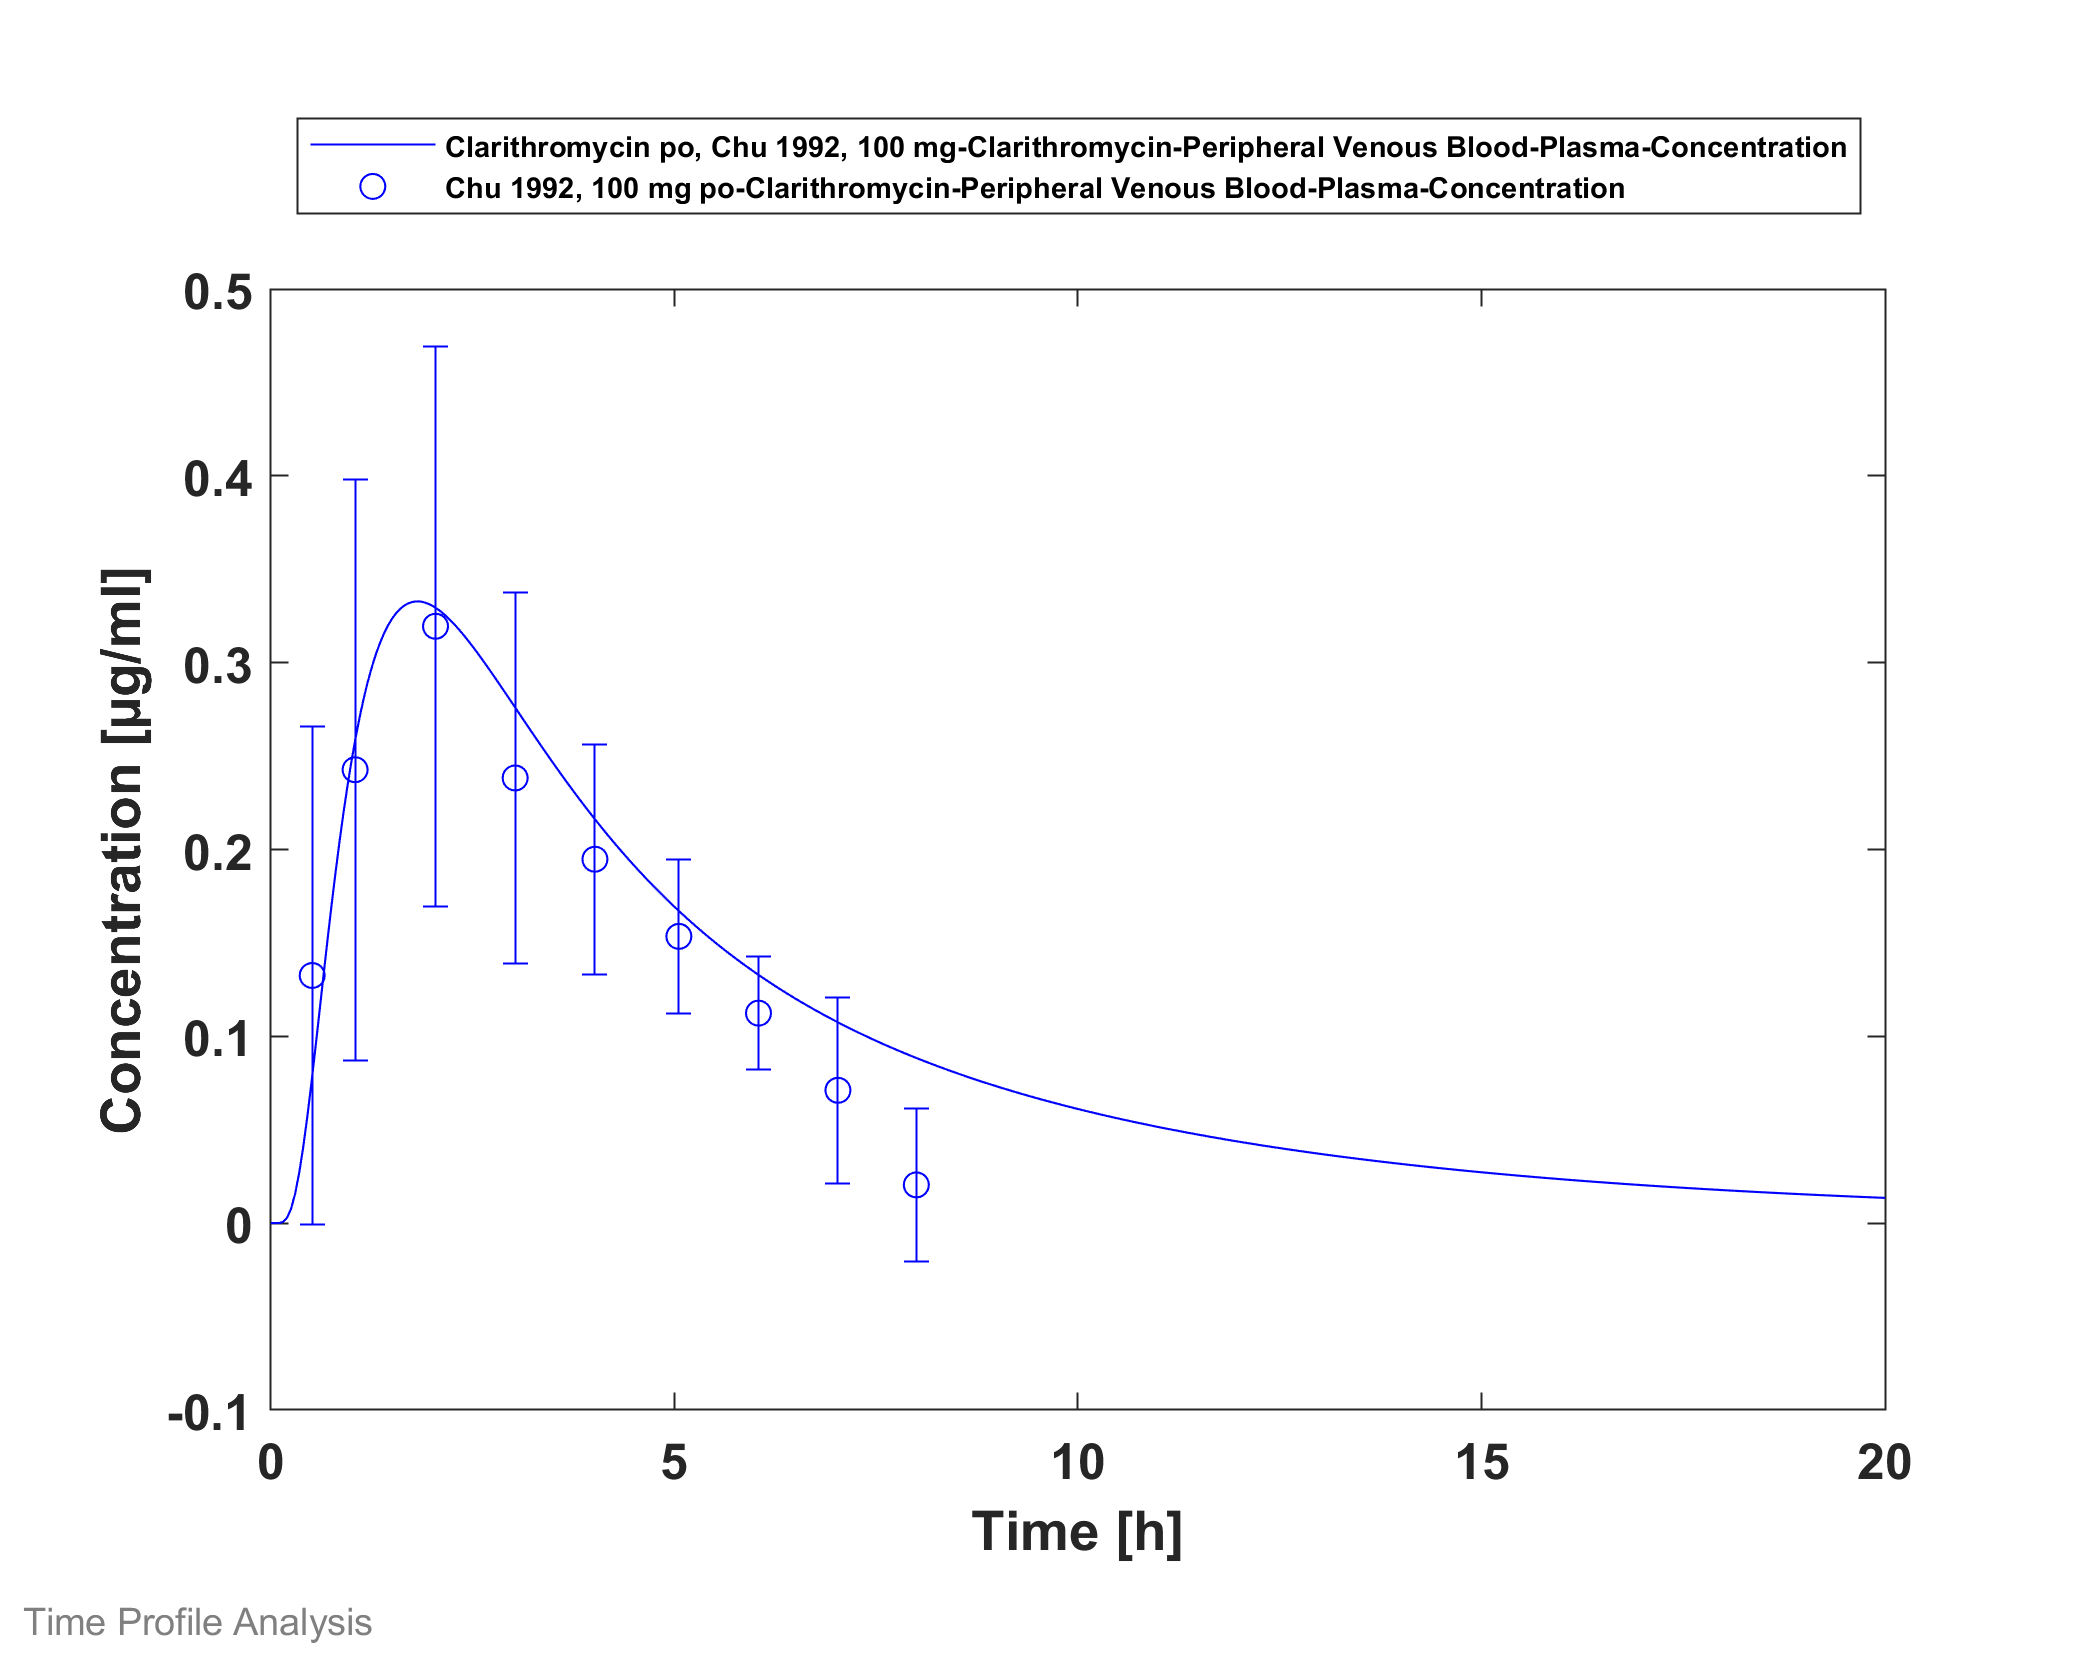 Clarithromycin po, Chu 1992, 100 mg-Clarithromycin-Peripheral Venous Blood-Plasma-Concentration
Chu 1992, 100 mg po-Clarithromycin-Peripheral Venous Blood-Plasma-Concentration
0.5
0.4
0.3
0.2
0.1
0
-0.1
Concentration [µg/ml]
0 5 10 15 20
Time [h]
Time Profile Analysis